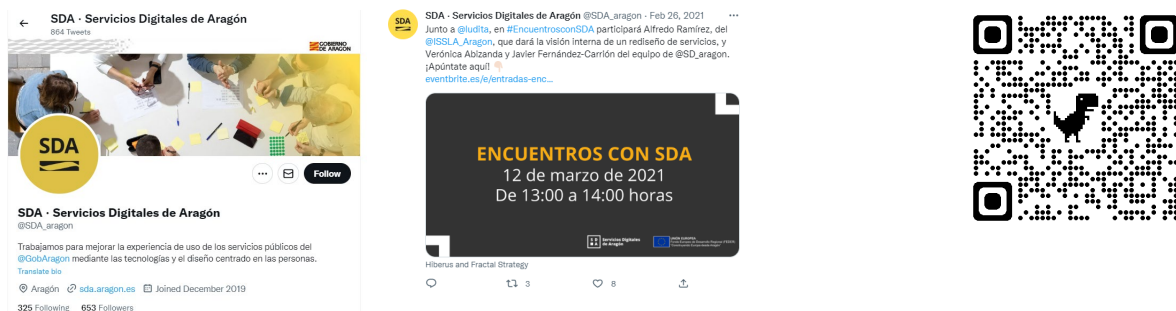 SDA · Servicios Digitales de Aragón
864 Tweets
GOBIERNO
DE ARAGON
SDA
Follow
SDA · Servicios Digitales de Aragón
@SDA_aragon
Trabajamos para mejorar la experiencia de uso de los servicios públicos del
@GobAragon mediante las tecnologías y el diseño centrado en las personas.
Translate bio
Aragón sda.aragon.es Joined December 2019
325 Following 653 Followers
SDA
SDA · Servicios Digitales de Aragón @SDA_aragon · Feb 26, 2021
Junto a @ludita, en #EncuentrosconSDA participará Alfredo Ramírez, del
@ISSLA_Aragon, que dará la visión interna de un rediseño de servicios, y
Verónica Abizanda y Javier Fernández-Carrión del equipo de @SD_aragon.
¡Apúntate aquí!
eventbrite.es/e/entradas-enc...
ENCUENTROS CON SDA
12 de marzo de 2021
De 13:00 a 14:00 horas
Servicios Digitales
de Aragón
UNIÓN EUROPEA
Hiberus and Fractal Strategy
3 8